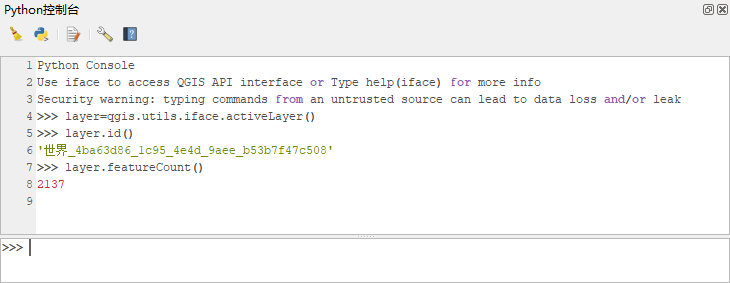 Python控制台
1 Python Console
2 Use iface to access QGIS API interface or Type help(iface) for more info
3 Security warning: typing commands from an untrusted source can lead to data loss and/or leak
4 >>> layer=qgis.utils.iface.activeLayer()
5 >>> layer.id()
6 '世界_4ba63d86_1c95_4e4d_9aee_b53b7f47c508'
7 >>> layer.featureCount()
8 2137
9
>>>